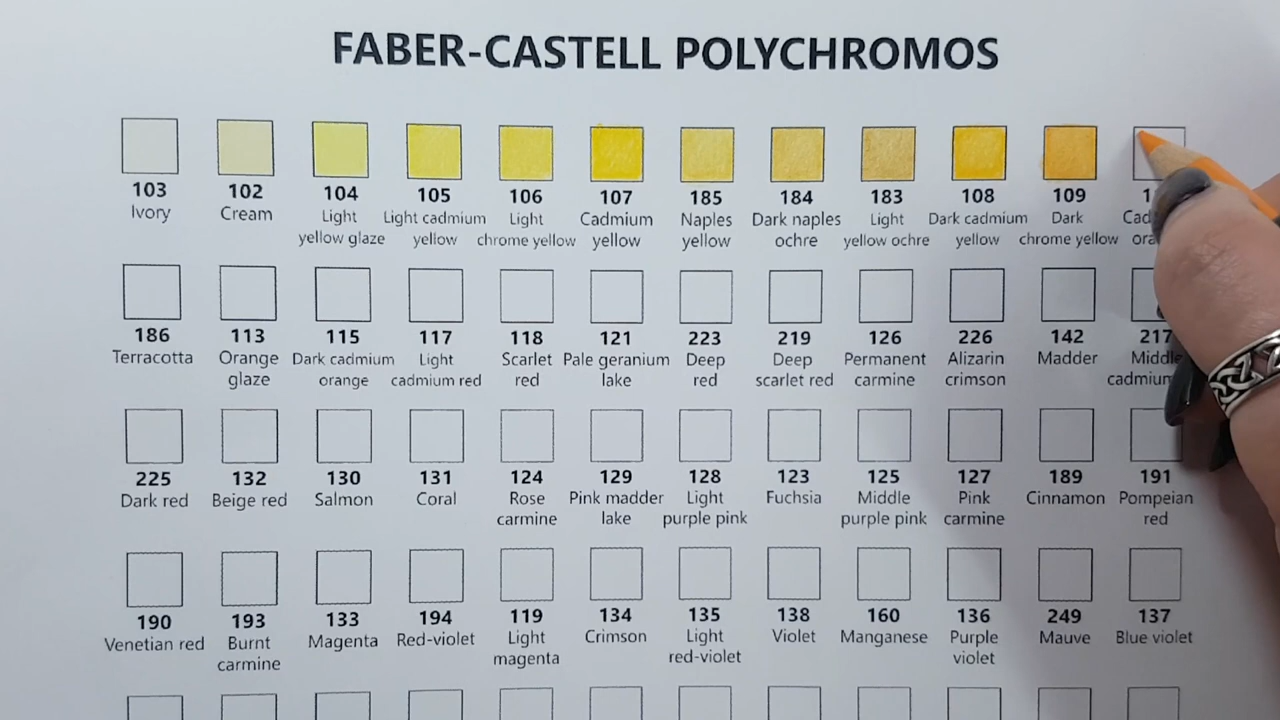 FABER-CASTELL POLYCHROMOS
103 102 104 105 106 107 185 184 183 108 109
Ivory Cream Light Light cadmium Light Cadmium Naples Dark naples Light Dark cadmium Dark
yellow glaze yellow chrome yellow yellow yellow ochre yellow ochre yellow chrome yellow
186 113 115 117 118 121 223 219 126 226 142 217
Terracotta Orange Dark cadmium Light Scarlet Pale geranium Deep Deep Permanent Alizarin Madder Middle
glaze orange cadmium red red lake red scarlet red carmine crimson cadmium
225 132 130 131 124 129 128 123 125 127 189 191
Dark red Beige red Salmon Coral Rose Pink madder Light Fuchsia Middle Pink Cinnamon Pompeian
carmine lake purple pink purple pink carmine red
190 193 133 194 119 134 135 138 160 136 249 137
Venetian red Burnt Magenta Red-violet Light Crimson Light Violet Manganese Purple Mauve Blue violet
carmine magenta red-violet violet